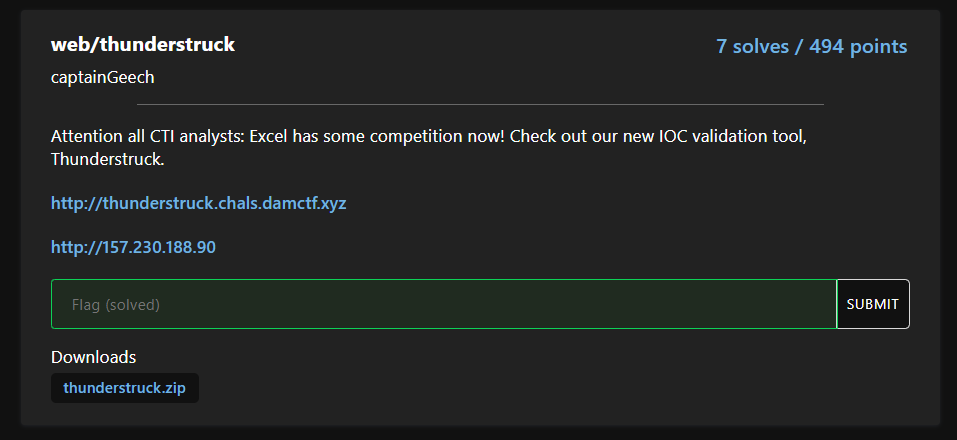 web/thunderstruck
7 solves / 494 points
captainGeech
Attention all CTI analysts: Excel has some competition now! Check out our new IOC validation tool,
Thunderstruck.
http://thunderstruck.chals.damctf.xyz
http://157.230.188.90
Flag (solved)
SUBMIT
Downloads
thunderstruck.zip